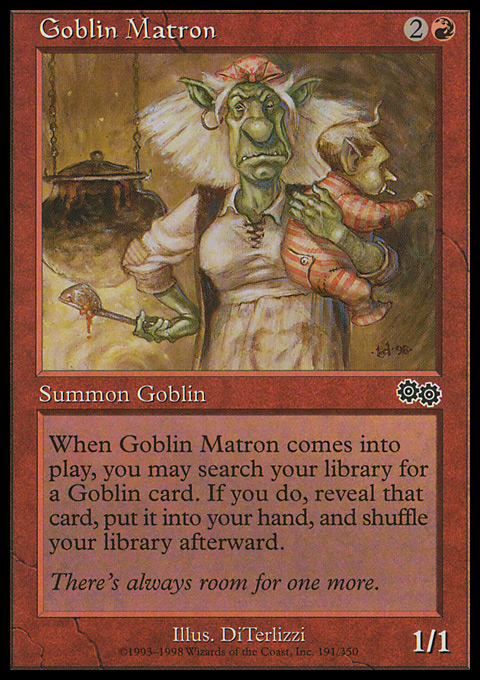 Goblin Matron 2
Summon Goblin
When Goblin Matron comes into
play, you may search your library for
a Goblin card. If you do, reveal that
card, put it into your hand, and shuffle
your library afterward.
There's always room for one more.
Illus. DiTerlizzi
©1993–1998 Wizards of the Coast, Inc. 191/350
1/1